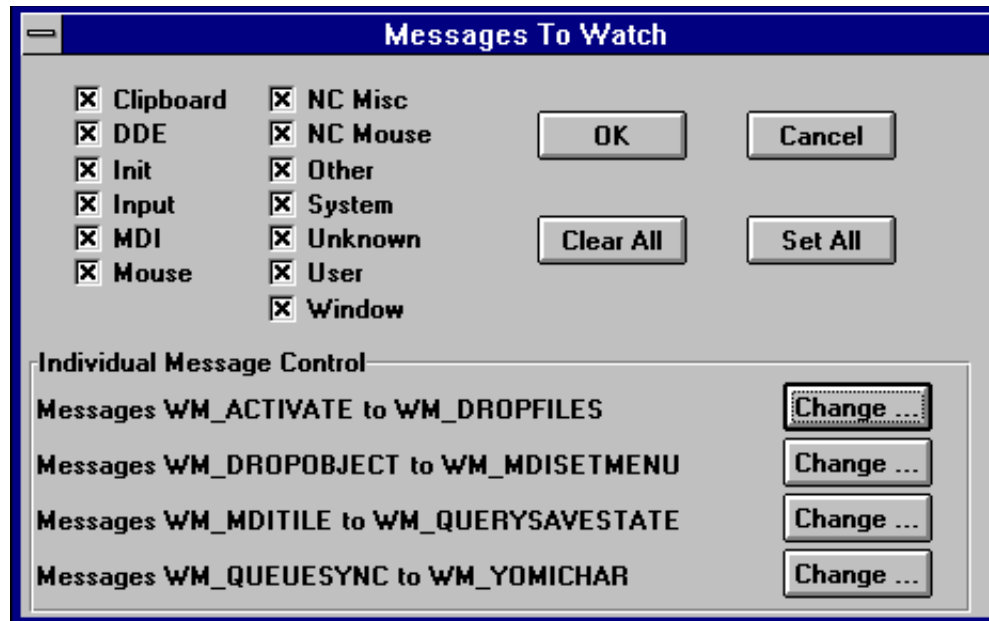 Messages To Watch
Clipboard NC Misc
DDE NC Mouse OK Cancel
Init Other
Input System
MDI Unknown Clear All Set All
Mouse User
Window
Individual Message Control
Messages WM_ACTIVATE to WM_DROPFILES Change ...
Messages WM_DROPOBJECT to WM_MDISETMENU Change ...
Messages WM_MDITILE to WM_QUERYSAVESTATE Change ...
Messages WM_QUEUESYNC to WM_YOMICHAR Change ...